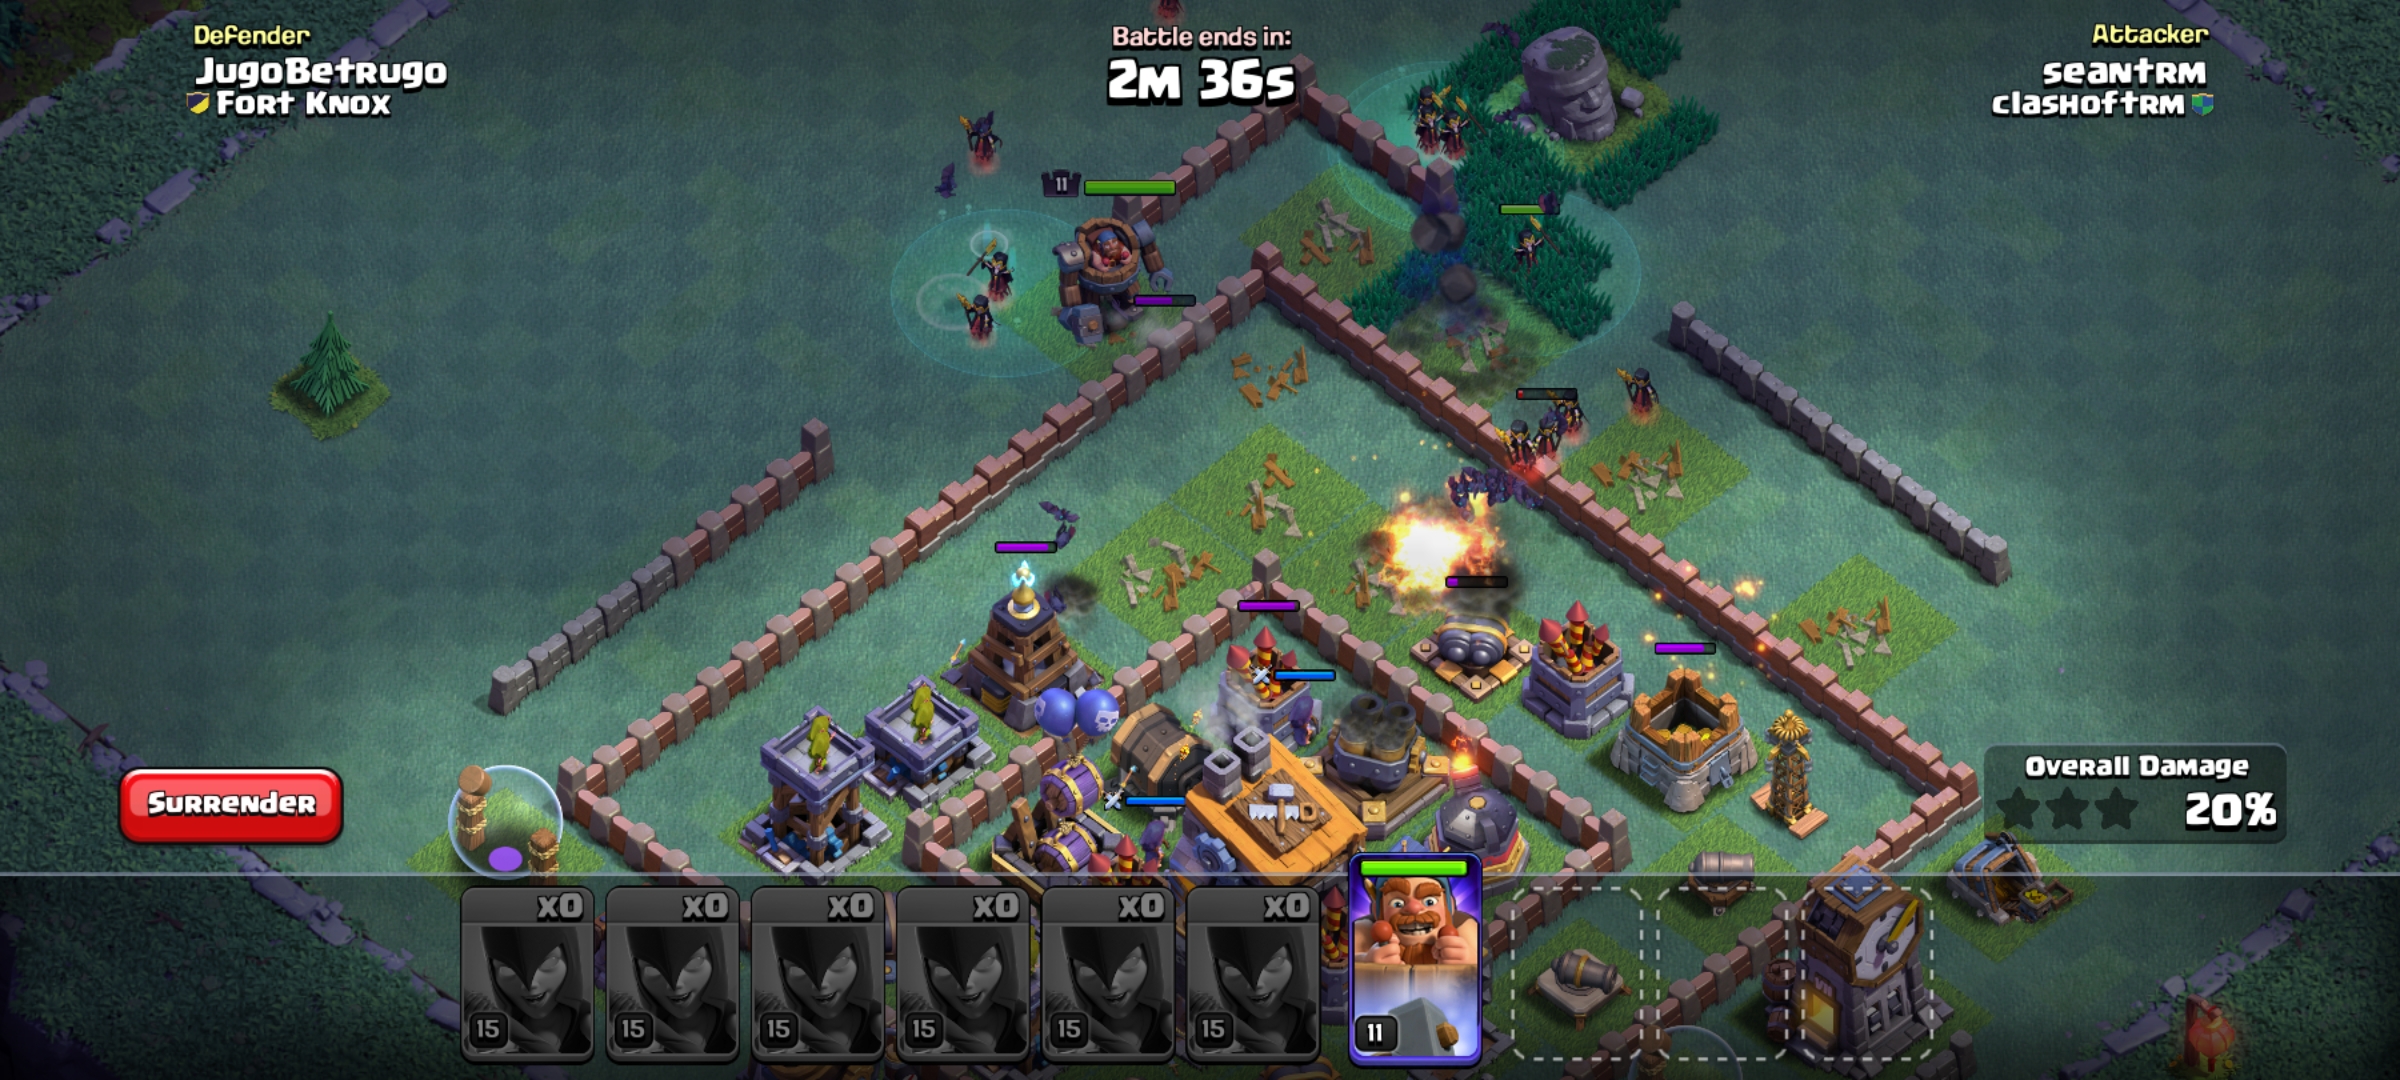 Defender
JugoBetrugo
Fort Knox
Battle ends in:
2M 36s
Attacker
seantRM
clashoftRM
11
Surrender
Overall Damage
20%
x0
x0
x0
x0
x0
x0
15
15
15
15
15
15
11